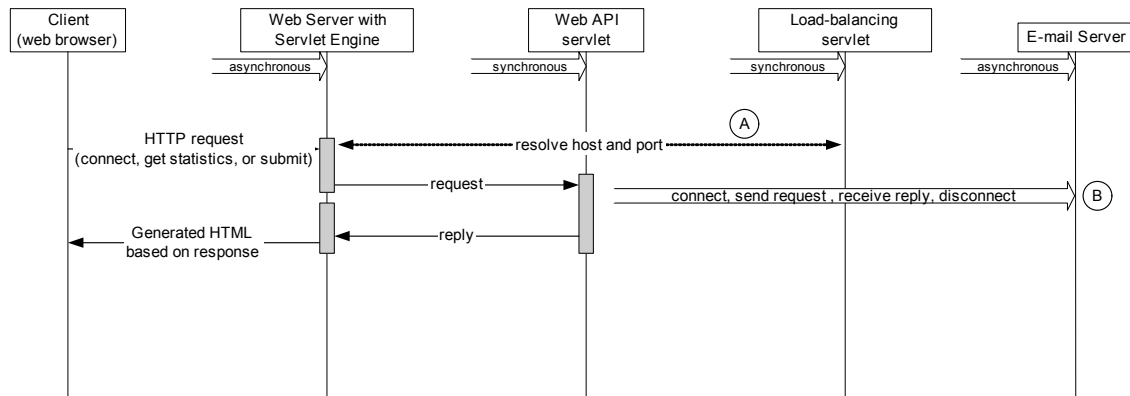 Client
(web browser)
Web Server with
Servlet Engine
Web API
servlet
Load-balancing
servlet
E-mail Server
asynchronous
synchronous
synchronous
asynchronous
A
HTTP request
(connect, get statistics, or submit)
resolve host and port
request
connect, send request , receive reply, disconnect
B
Generated HTML
based on response
reply